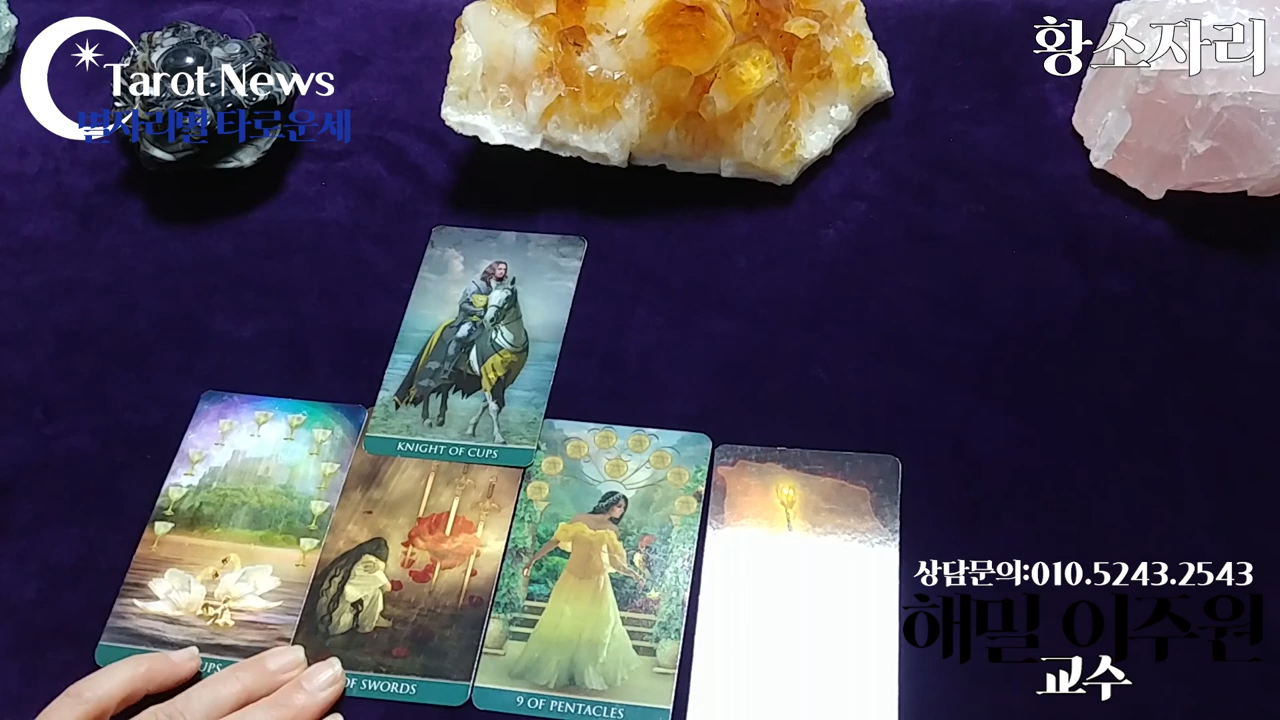 Tarot News
별자리별 타로운세
황소자리
KNIGHT OF CUPS
CUPS
OF SWORDS
9 OF PENTACLES
상담문의:010.5243.2543
해밀 이주원
교수